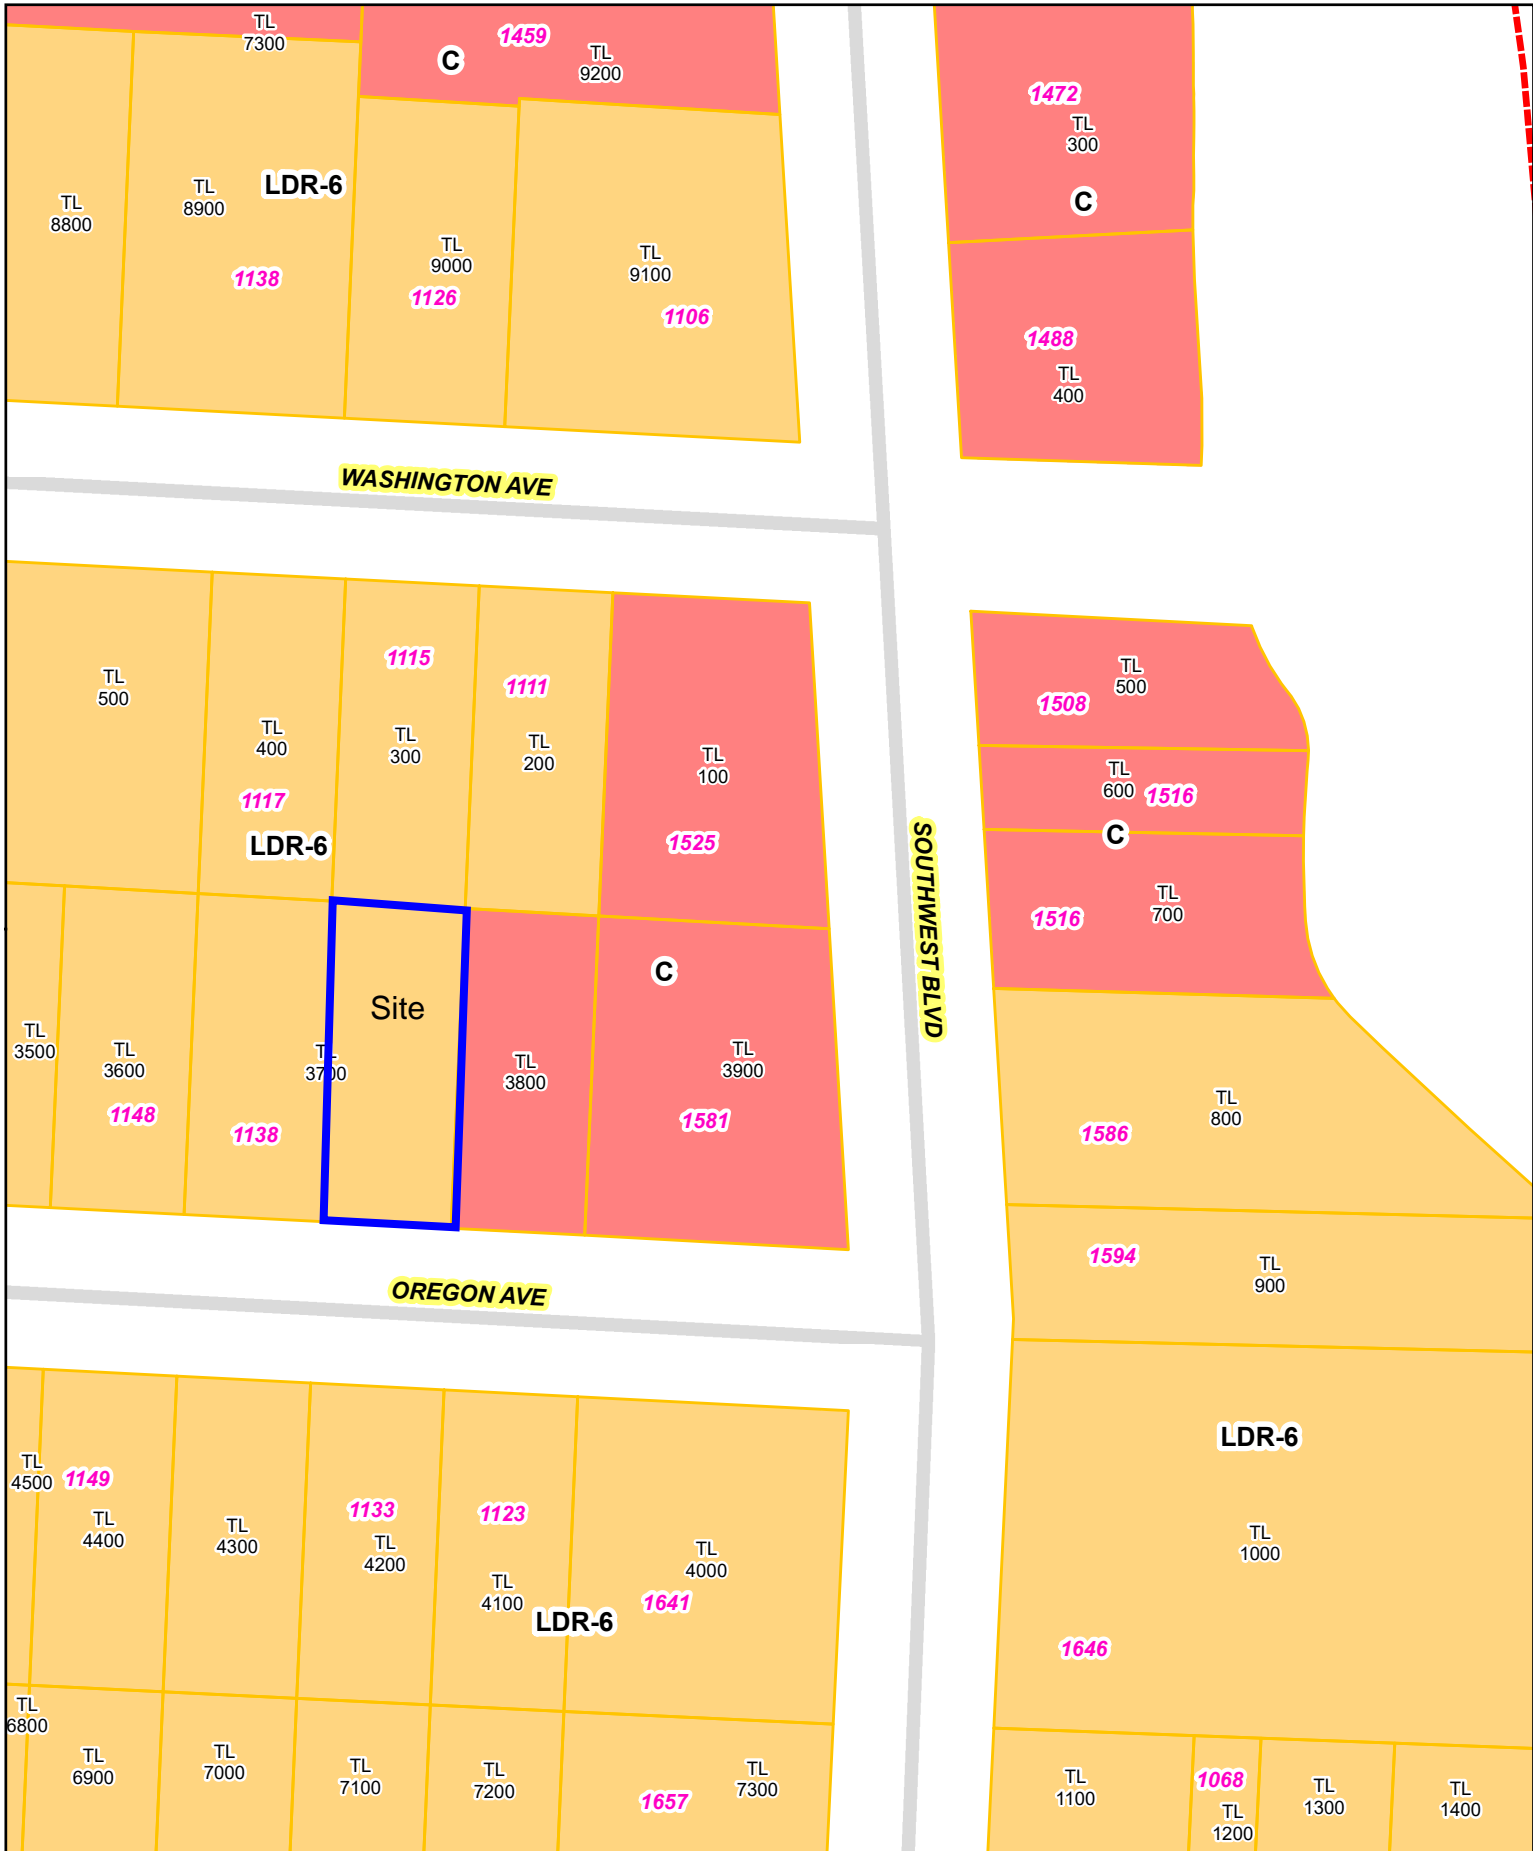 TL
7300
1459
C
TL
9200
1472
TL
300
C
LDR-6
TL
8900
TL
8800
1138
TL
9000
1126
TL
9100
1106
1488
TL
400
WASHINGTON AVE
TL
500
1115
1111
TL
400
TL
300
TL
200
1117
LDR-6
TL
100
1525
TL
500
1508
TL
600
1516
C
TL
700
1516
SOUTHWEST BLVD
C
Site
TL
3500
TL
3600
1148
TL
3700
1138
TL
3800
TL
3900
1581
TL
800
1586
1594
TL
900
OREGON AVE
LDR-6
TL
4500
1149
TL
4400
TL
4300
1133
TL
4200
1123
TL
4100
LDR-6
TL
4000
1641
TL
1000
1646
TL
6800
TL
6900
TL
7000
TL
7100
TL
7200
1657
TL
7300
TL
1100
1068
TL
1200
TL
1300
TL
1400